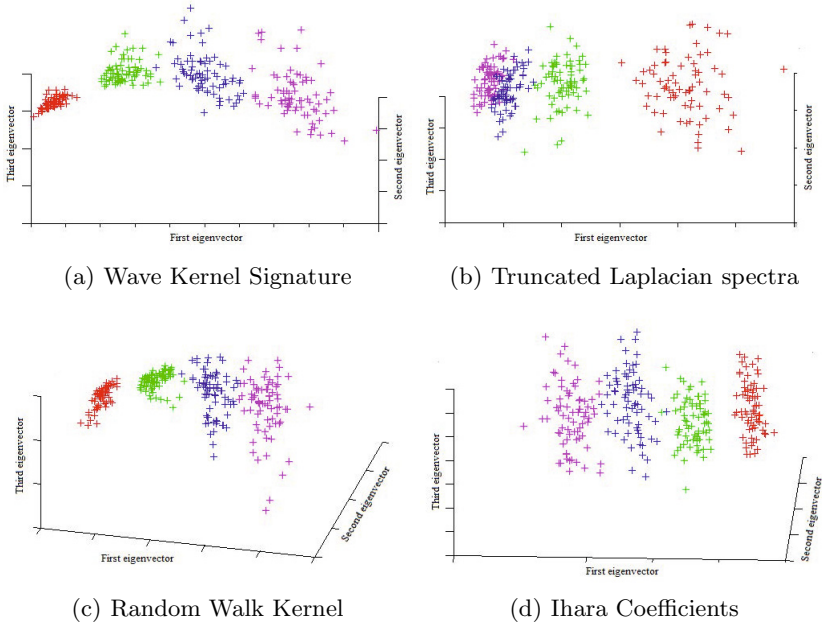 Third eigenvector
Second eigenvector
First eigenvector
(a) Wave Kernel Signature
Third eigenvector
Second eigenvector
First eigenvector
(b) Truncated Laplacian spectra
Third eigenvector
Second eigenvector
First eigenvector
(c) Random Walk Kernel
Third eigenvector
Second eigenvector
First eigenvector
(d) Ihara Coefficients